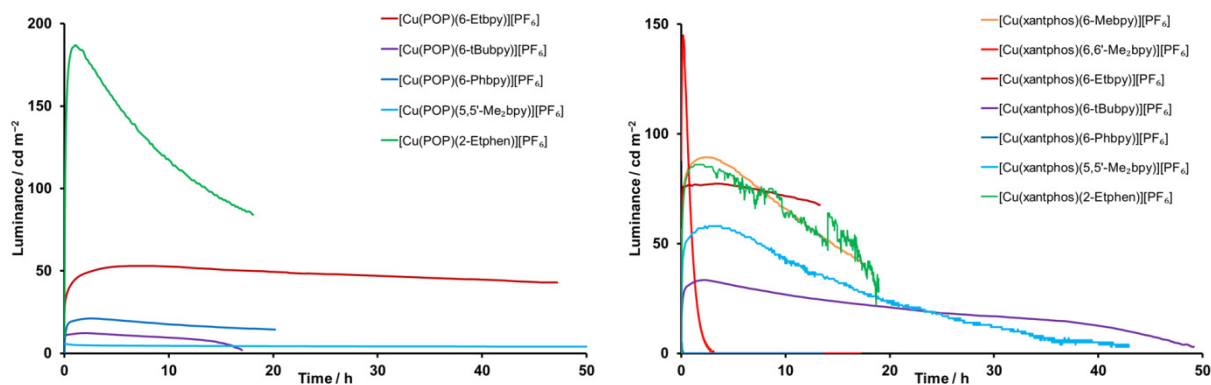 Luminance / cd m⁻²
200
150
100
50
0
0 10 20 30 40 50
Time / h
[Cu(POP)(6-Etbpy)][PF₆]
[Cu(POP)(6-tBubpy)][PF₆]
[Cu(POP)(6-Phbpy)][PF₆]
[Cu(POP)(5,5'-Me₂bpy)][PF₆]
[Cu(POP)(2-Etphen)][PF₆]
Luminance / cd m⁻²
150
100
50
0
0 10 20 30 40 50
Time / h
[Cu(xantphos)(6-Mebpy)][PF₆]
[Cu(xantphos)(6,6'-Me₂bpy)][PF₆]
[Cu(xantphos)(6-Etbpy)][PF₆]
[Cu(xantphos)(6-tBubpy)][PF₆]
[Cu(xantphos)(6-Phbpy)][PF₆]
[Cu(xantphos)(5,5'-Me₂bpy)][PF₆]
[Cu(xantphos)(2-Etphen)][PF₆]